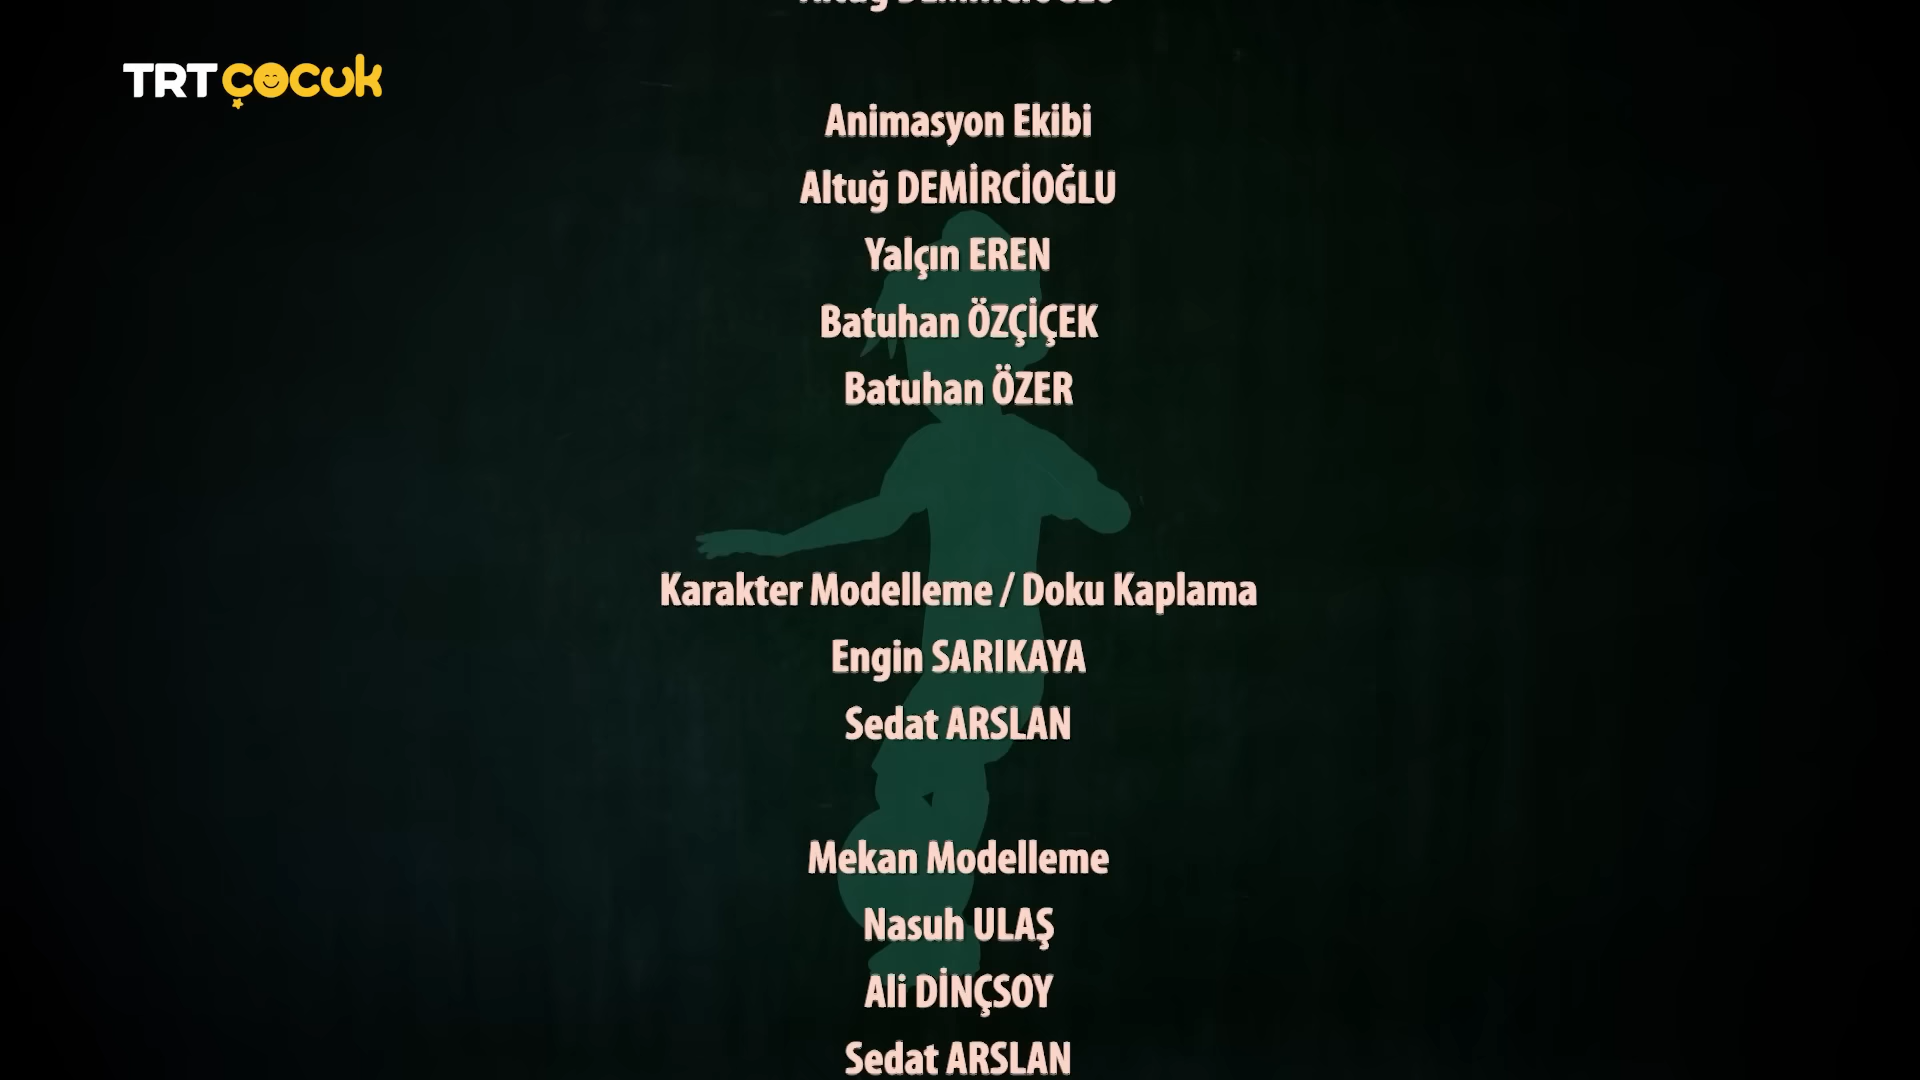 TRT çocuk
Animasyon Ekibi
Altuğ DEMİRCİOĞLU
Yalçın EREN
Batuhan ÖZÇİÇEK
Batuhan ÖZER
Karakter Modelleme / Doku Kaplama
Engin SARIKAYA
Sedat ARSLAN
Mekan Modelleme
Nasuh ULAŞ
Ali DİNÇSOY
Sedat ARSLAN